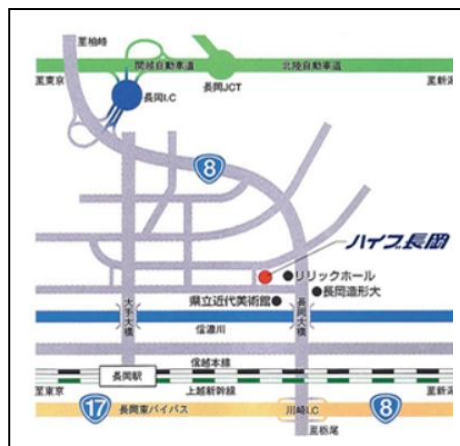 至柏崎
関越自動車道
北陸自動車道
至東京
長岡JCT
至新潟
長岡I.C
8
ハイブ長岡
リリックホール
長岡造形大
県立近代美術館
大手大橋
長岡大橋
信濃川
信越本線
長岡駅
至東京
上越新幹線
至新潟
17
長岡東バイパス
川崎I.C
8
至栃尾